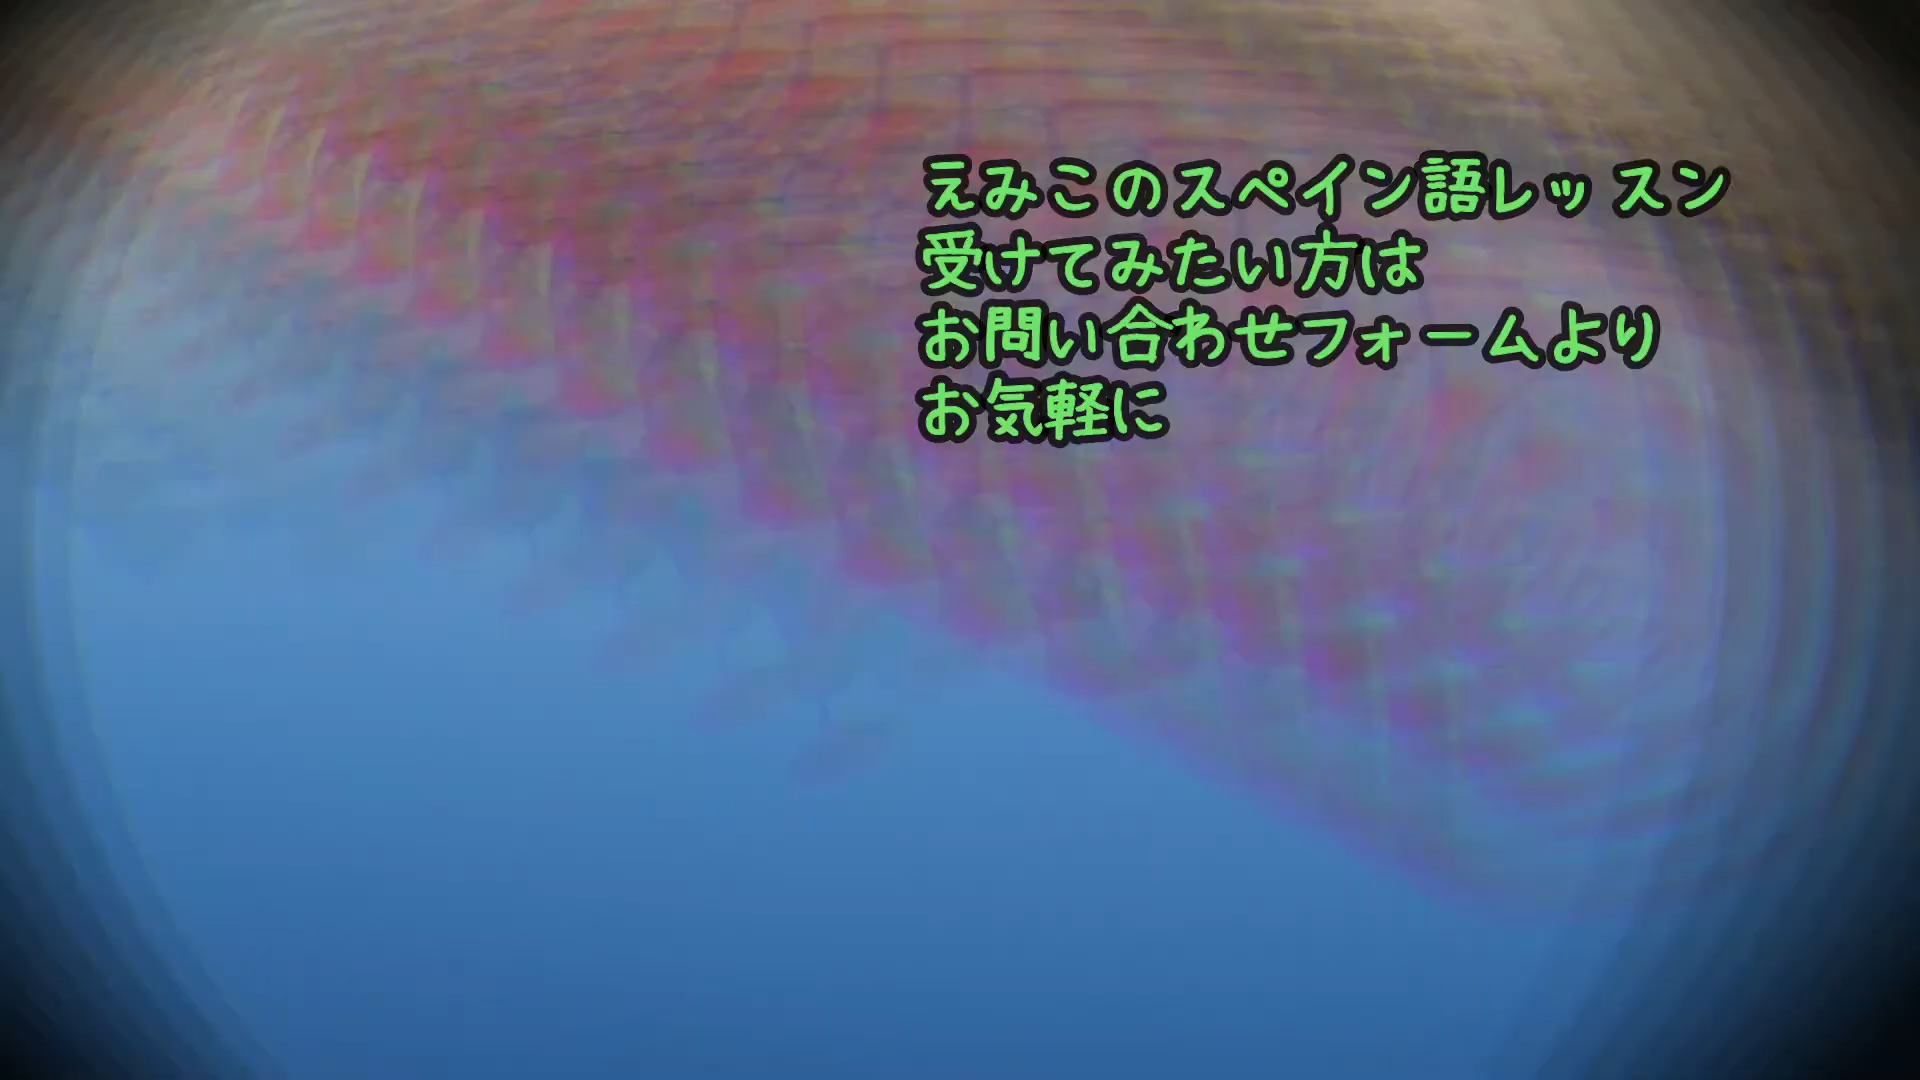 えみこのスペイン語レッスン
受けてみたい方は
お問い合わせフォームより
お気軽に